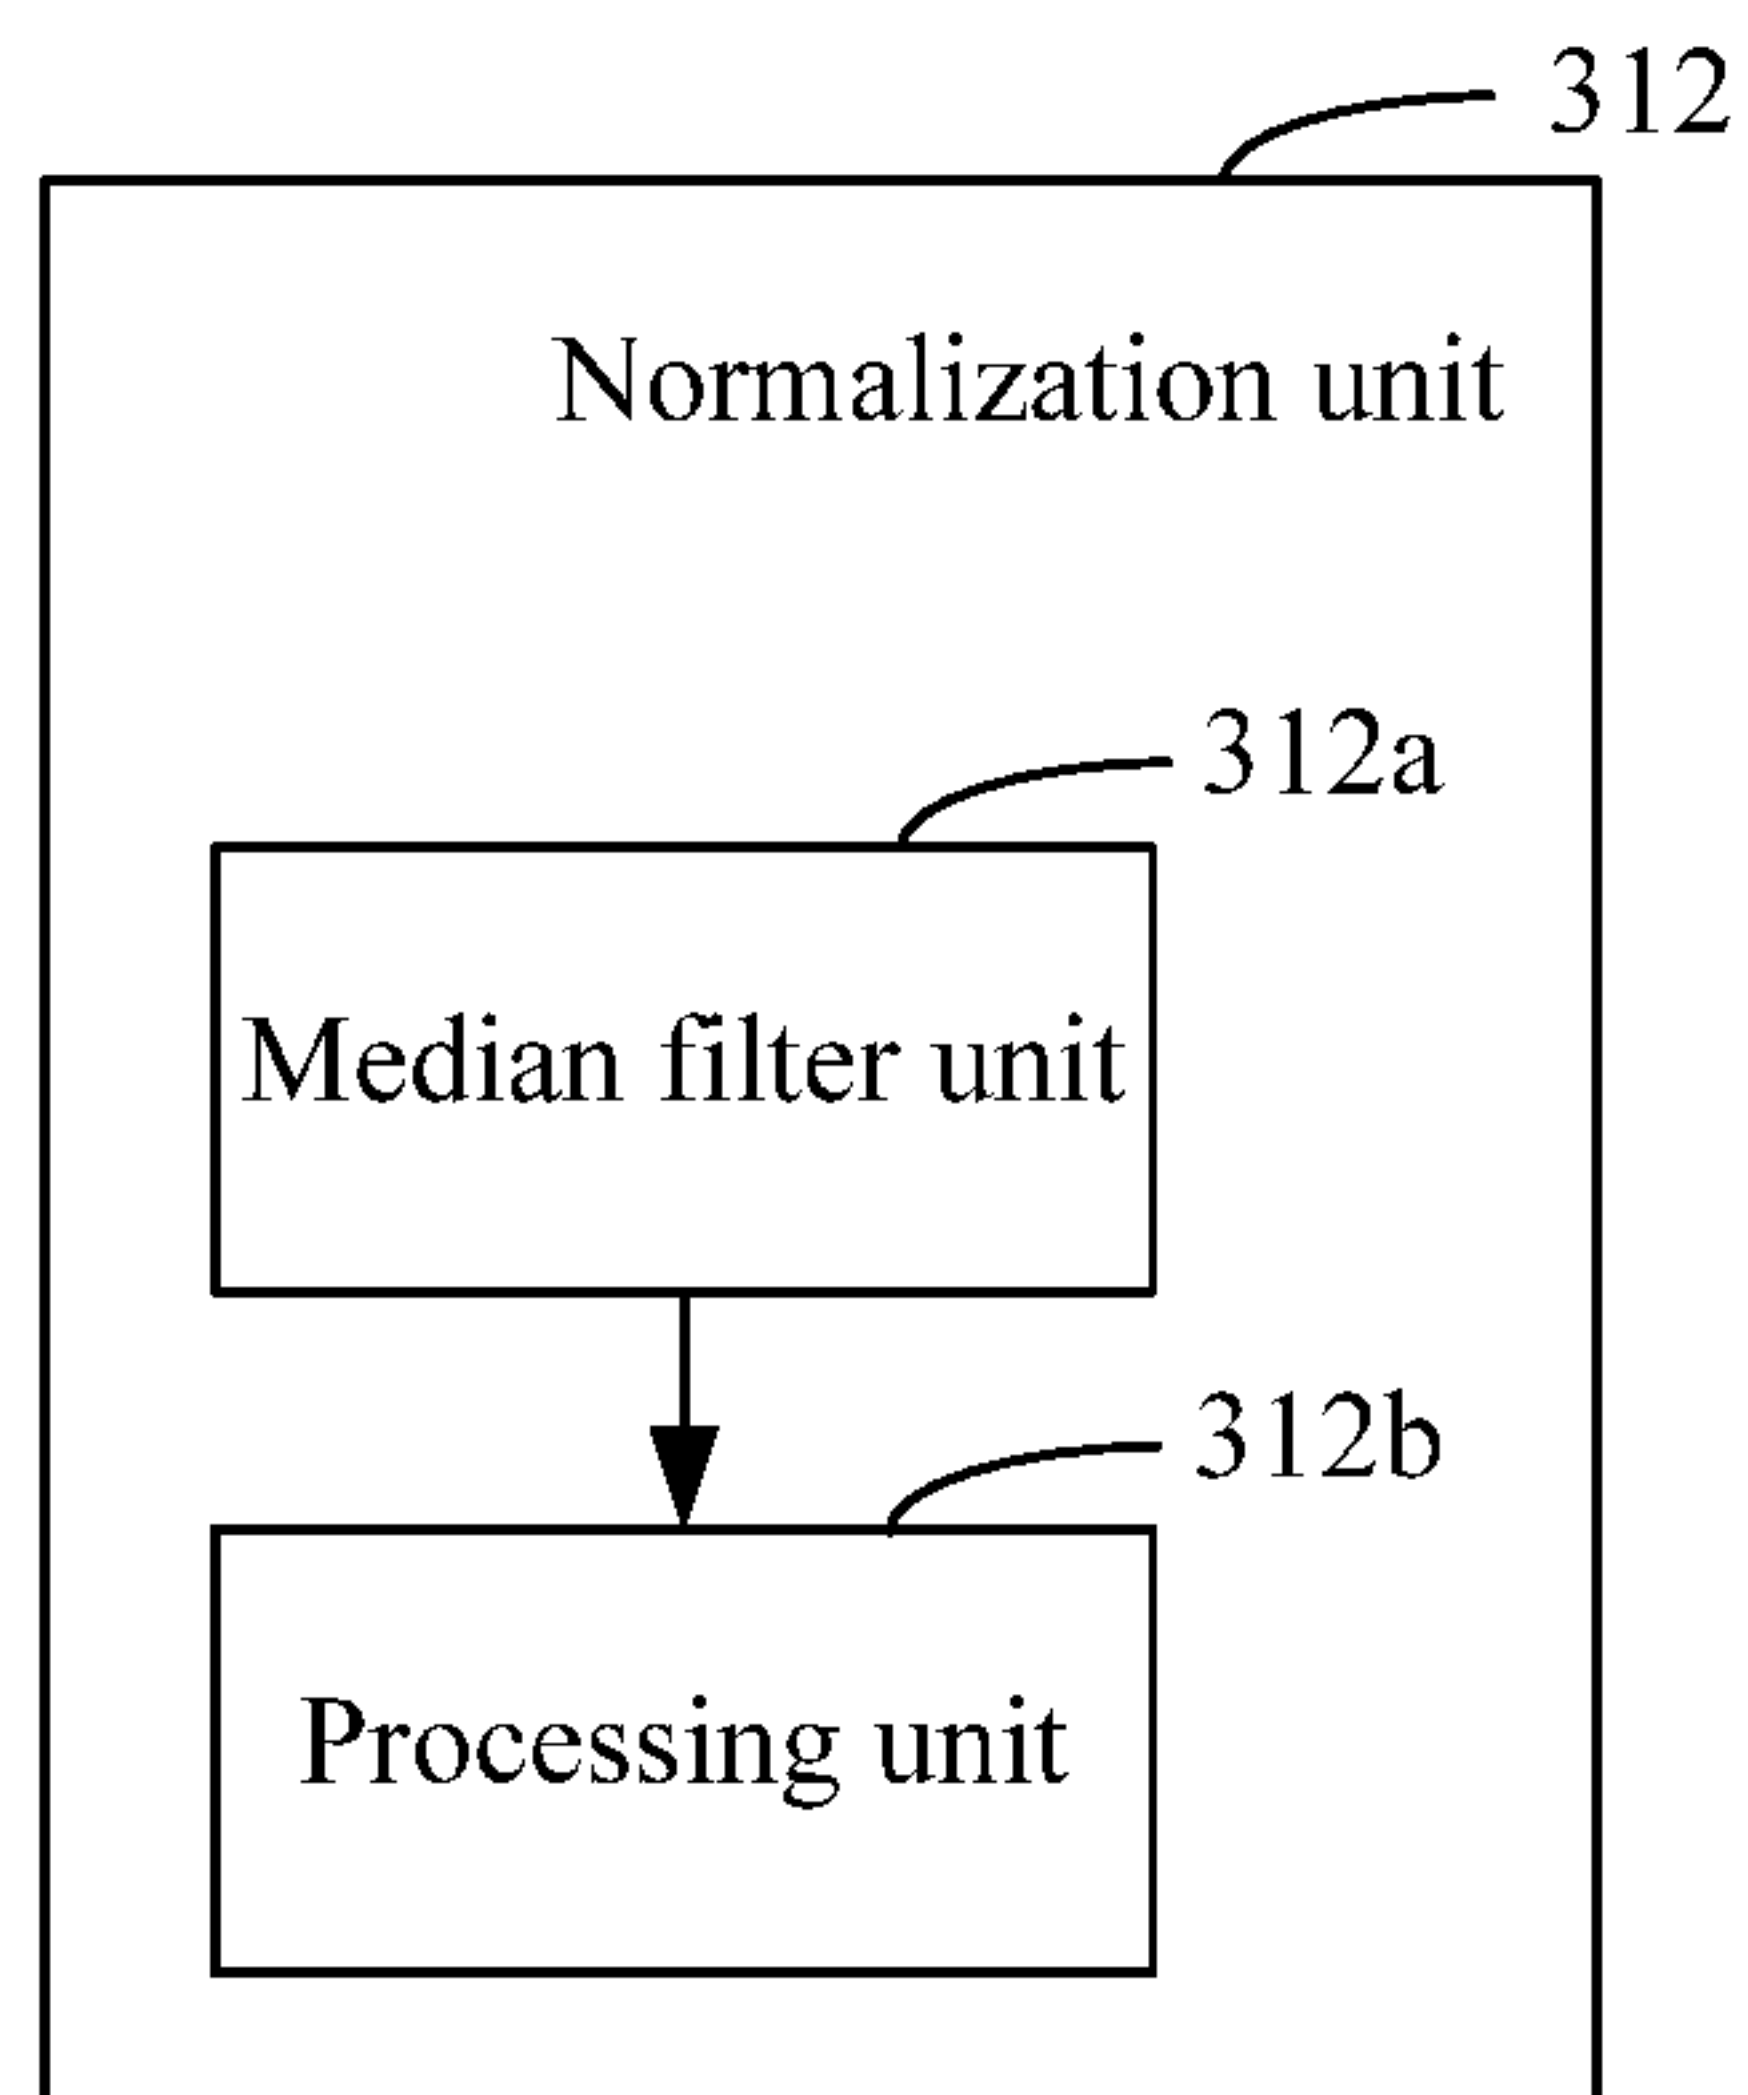 312
Normalization unit
312a
Median filter unit
312b
Processing unit